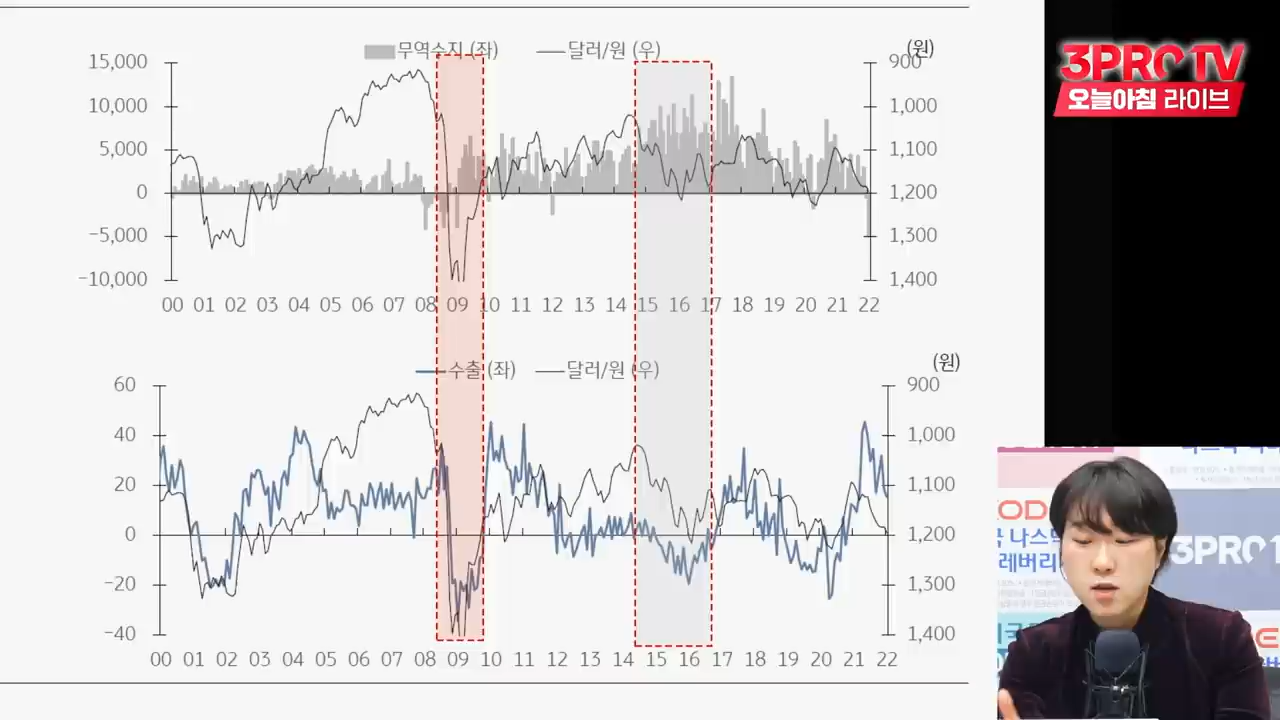 무역수지 (좌) 달러/원 (우) (원)
15,000 900
10,000 1,000
5,000 1,100
0 1,200
−5,000 1,300
−10,000 1,400
00 01 02 03 04 05 06 07 08 09 10 11 12 13 14 15 16 17 18 19 20 21 22
수출 (좌) 달러/원 (우) (원)
60 900
40 1,000
20 1,100
0 1,200
−20 1,300
−40 1,400
00 01 02 03 04 05 06 07 08 09 10 11 12 13 14 15 16 17 18 19 20 21 22
3PRO TV
오늘아침 라이브
나스닥
레버리
3PRO